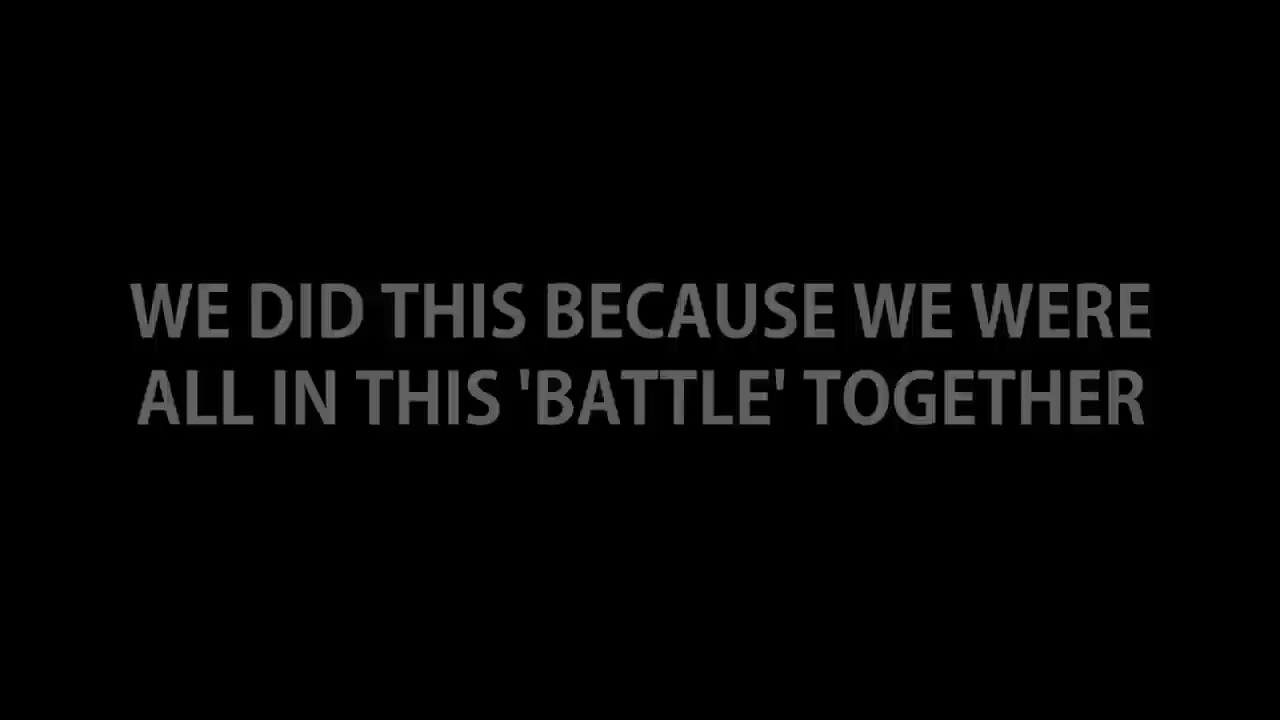 WE DID THIS BECAUSE WE WERE
ALL IN THIS 'BATTLE' TOGETHER